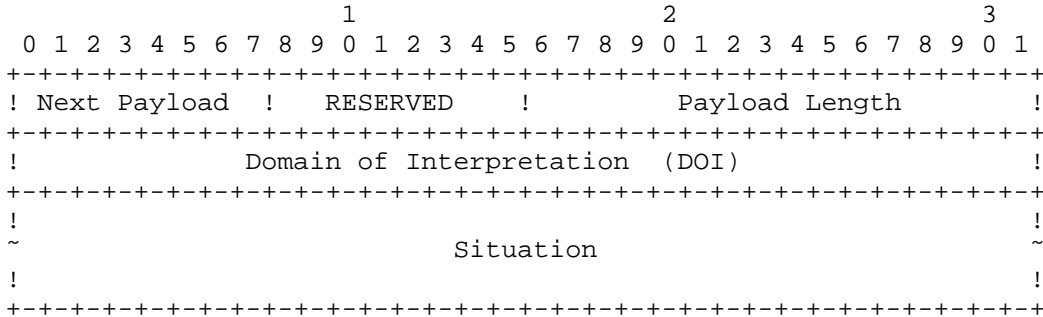 1                   2                   3
 0 1 2 3 4 5 6 7 8 9 0 1 2 3 4 5 6 7 8 9 0 1 2 3 4 5 6 7 8 9 0 1
+-+-+-+-+-+-+-+-+-+-+-+-+-+-+-+-+-+-+-+-+-+-+-+-+-+-+-+-+-+-+-+-+
! Next Payload  !   RESERVED    !         Payload Length        !
+-+-+-+-+-+-+-+-+-+-+-+-+-+-+-+-+-+-+-+-+-+-+-+-+-+-+-+-+-+-+-+-+
!              Domain of Interpretation  (DOI)                  !
+-+-+-+-+-+-+-+-+-+-+-+-+-+-+-+-+-+-+-+-+-+-+-+-+-+-+-+-+-+-+-+-+
!                                                               !
~                           Situation                           ~
!                                                               !
+-+-+-+-+-+-+-+-+-+-+-+-+-+-+-+-+-+-+-+-+-+-+-+-+-+-+-+-+-+-+-+-+